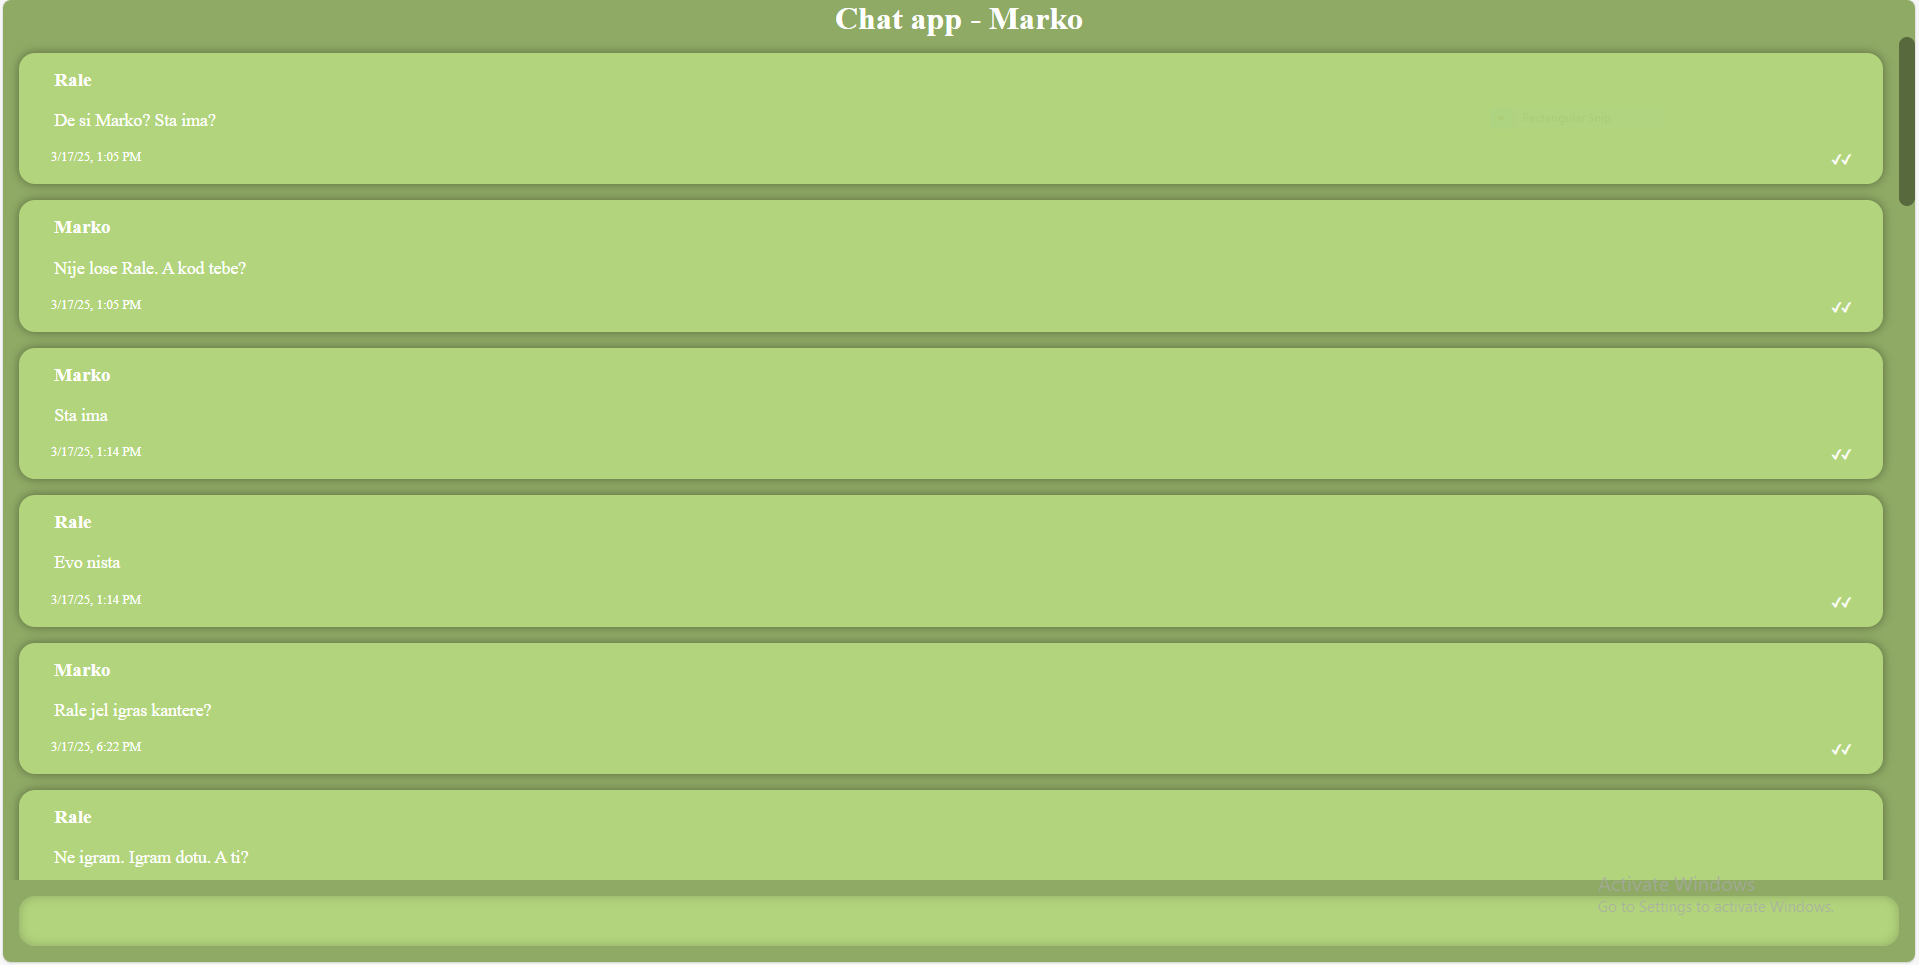 Chat app - Marko
Rale
De si Marko? Sta ima?
Rectangular Snip
3/17/25, 1:05 PM
✓✓
Marko
Nije lose Rale. A kod tebe?
3/17/25, 1:05 PM
✓✓
Marko
Sta ima
3/17/25, 1:14 PM
✓✓
Rale
Evo nista
3/17/25, 1:14 PM
✓✓
Marko
Rale jel igras kantere?
3/17/25, 6:22 PM
✓✓
Rale
Ne igram. Igram dotu. A ti?
Activate Windows
Go to Settings to activate Windows.